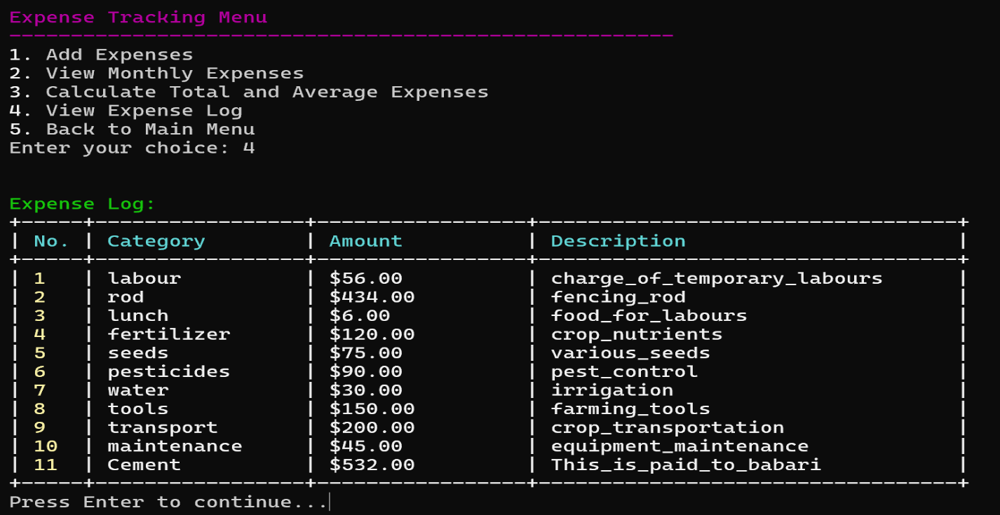 Expense Tracking Menu
------------------------------------------------------
1. Add Expenses
2. View Monthly Expenses
3. Calculate Total and Average Expenses
4. View Expense Log
5. Back to Main Menu
Enter your choice: 4
Expense Log:
+-----+-----------------+-----------------+----------------------------------+
| No. | Category        | Amount          | Description                      |
+-----+-----------------+-----------------+----------------------------------+
| 1   | labour          | $56.00          | charge_of_temporary_labours      |
| 2   | rod             | $434.00         | fencing_rod                      |
| 3   | lunch           | $6.00           | food_for_labours                 |
| 4   | fertilizer      | $120.00         | crop_nutrients                   |
| 5   | seeds           | $75.00          | various_seeds                    |
| 6   | pesticides      | $90.00          | pest_control                     |
| 7   | water           | $30.00          | irrigation                       |
| 8   | tools           | $150.00         | farming_tools                    |
| 9   | transport       | $200.00         | crop_transportation              |
| 10  | maintenance     | $45.00          | equipment_maintenance            |
| 11  | Cement          | $532.00         | This_is_paid_to_babari           |
+-----+-----------------+-----------------+----------------------------------+
Press Enter to continue...